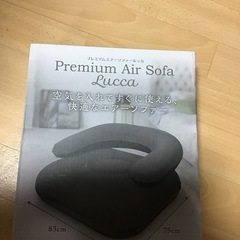 プレミアムエアーソファールッカ
Premium Air Sofa
Lucca
空気を入れてすぐに使える、
快適なエアーソファー
83cm
75cm